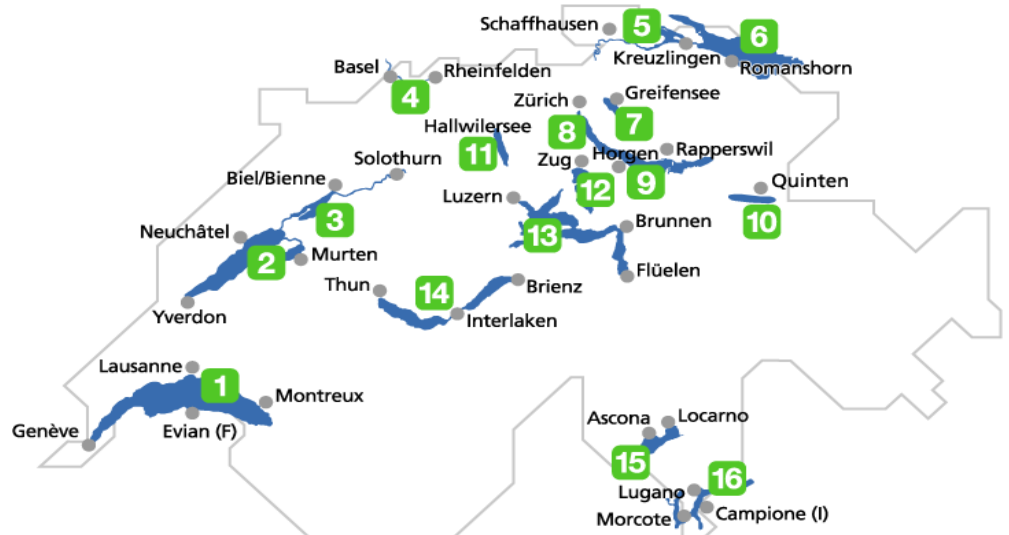 Schaffhausen
5
6
Kreuzlingen
Romanshorn
Basel
Rheinfelden
4
Zürich
Greifensee
7
Hallwilersee
8
11
Zug
Horgen
Rapperswil
9
12
Solothurn
Biel/Bienne
3
Luzern
Quinten
10
Neuchâtel
2
Murten
13
Brunnen
Flüelen
Thun
14
Brienz
Interlaken
Yverdon
Lausanne
1
Montreux
Genève
Evian (F)
Ascona
Locarno
15
16
Lugano
Morcote
Campione (I)